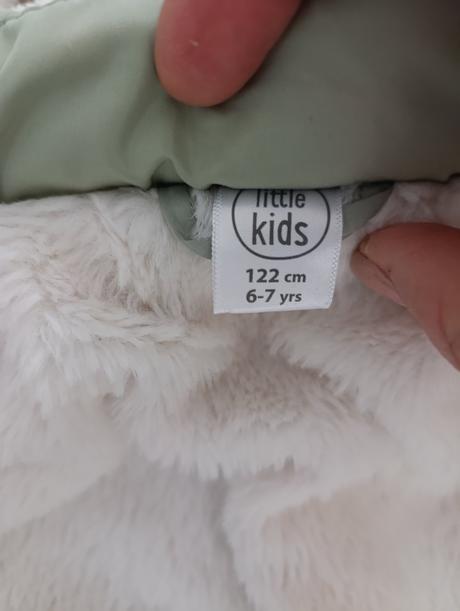 little
kids
122 cm
6-7 yrs